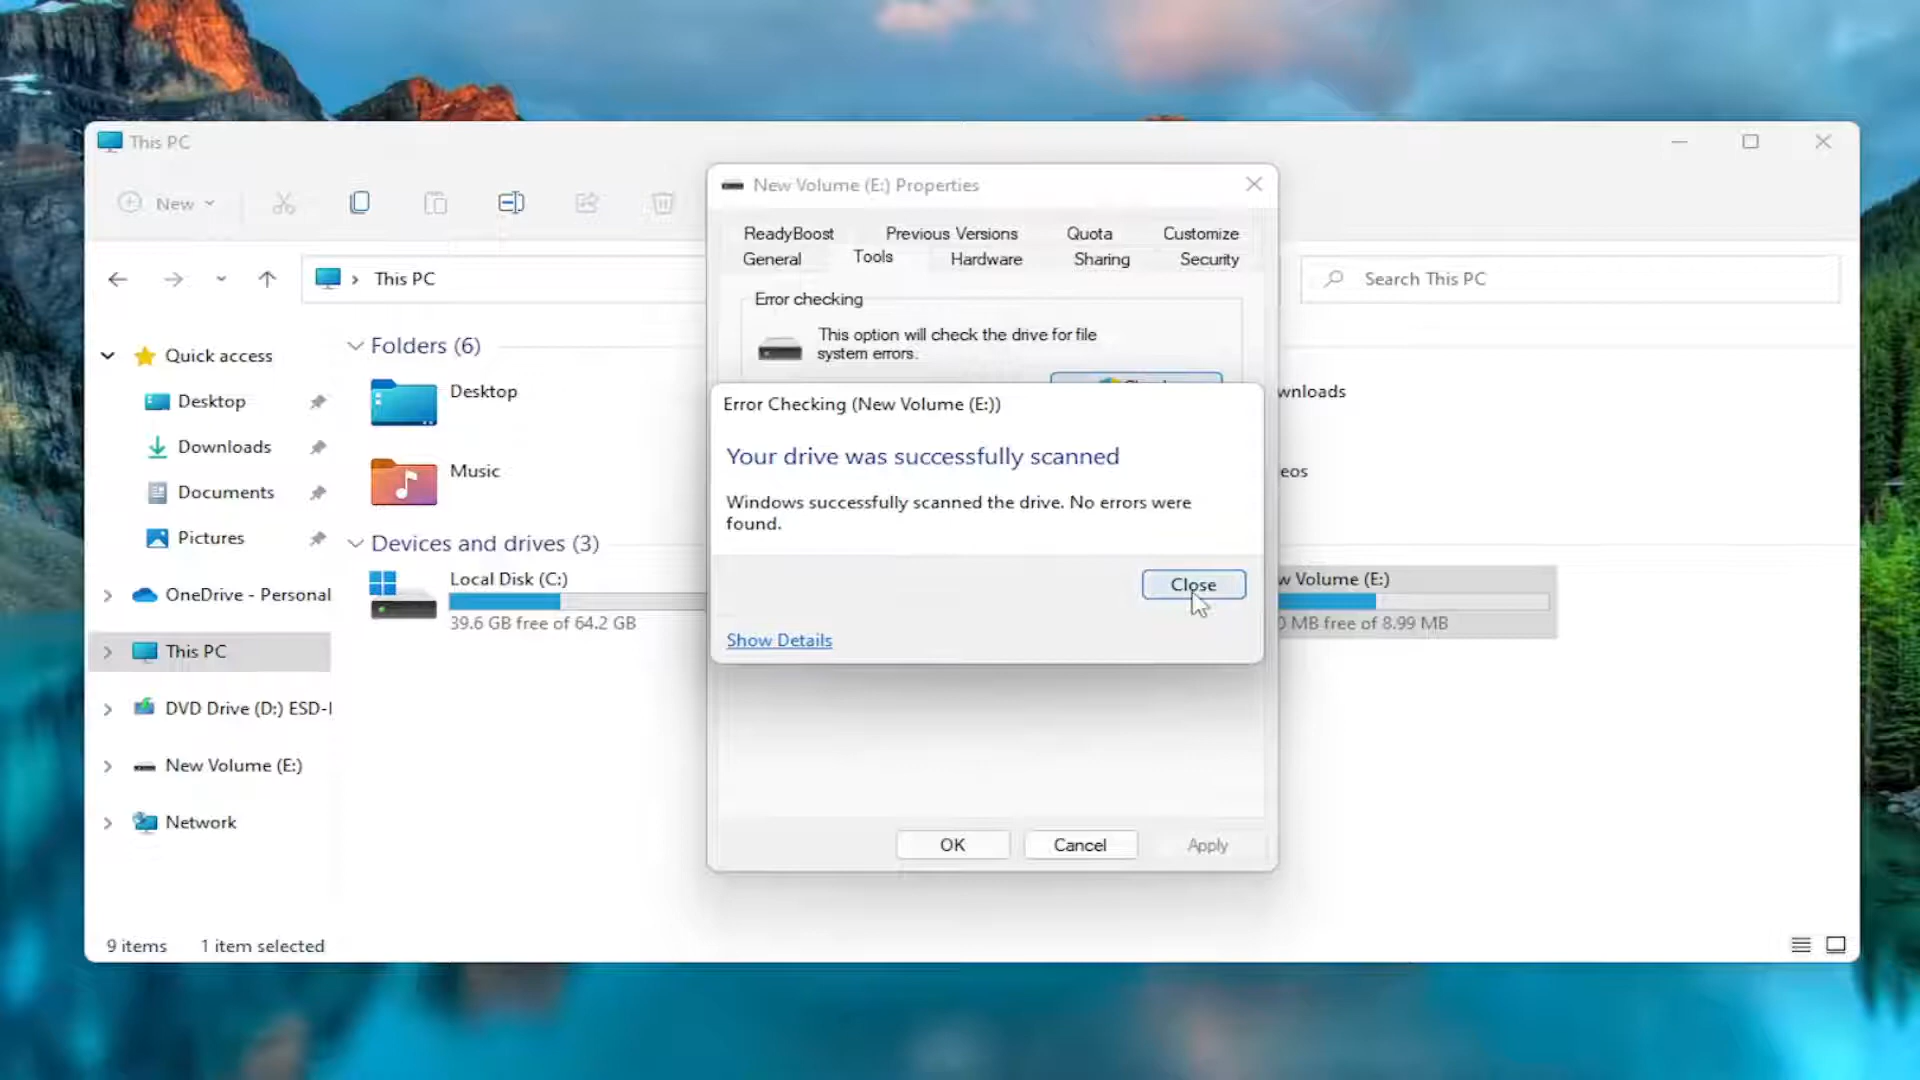 This PC
New
This PC
Search This PC
Quick access
Desktop
Downloads
Documents
Pictures
OneDrive - Personal
This PC
DVD Drive (D:) ESD-I
New Volume (E:)
Network
Folders (6)
Desktop
Music
Devices and drives (3)
Local Disk (C:)
39.6 GB free of 64.2 GB
wnloads
eos
w Volume (E:)
MB free of 8.99 MB
New Volume (E:) Properties
ReadyBoost Previous Versions Quota Customize
General Tools Hardware Sharing Security
Error checking
This option will check the drive for file
system errors.
Error Checking (New Volume (E:))
Your drive was successfully scanned
Windows successfully scanned the drive. No errors were
found.
Close
Show Details
OK Cancel Apply
9 items 1 item selected